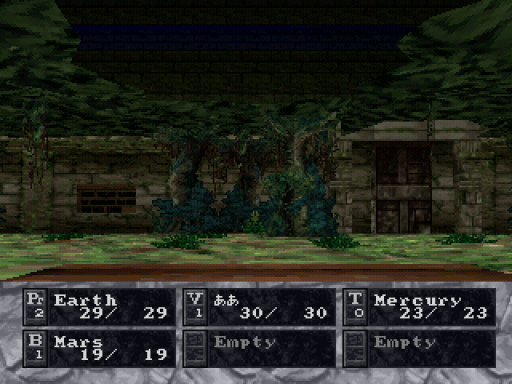 Pr Earth
2 29/ 29
V ああ
1 30/ 30
T Mercury
0 23/ 23
B Mars
1 19/ 19
Empty
Empty